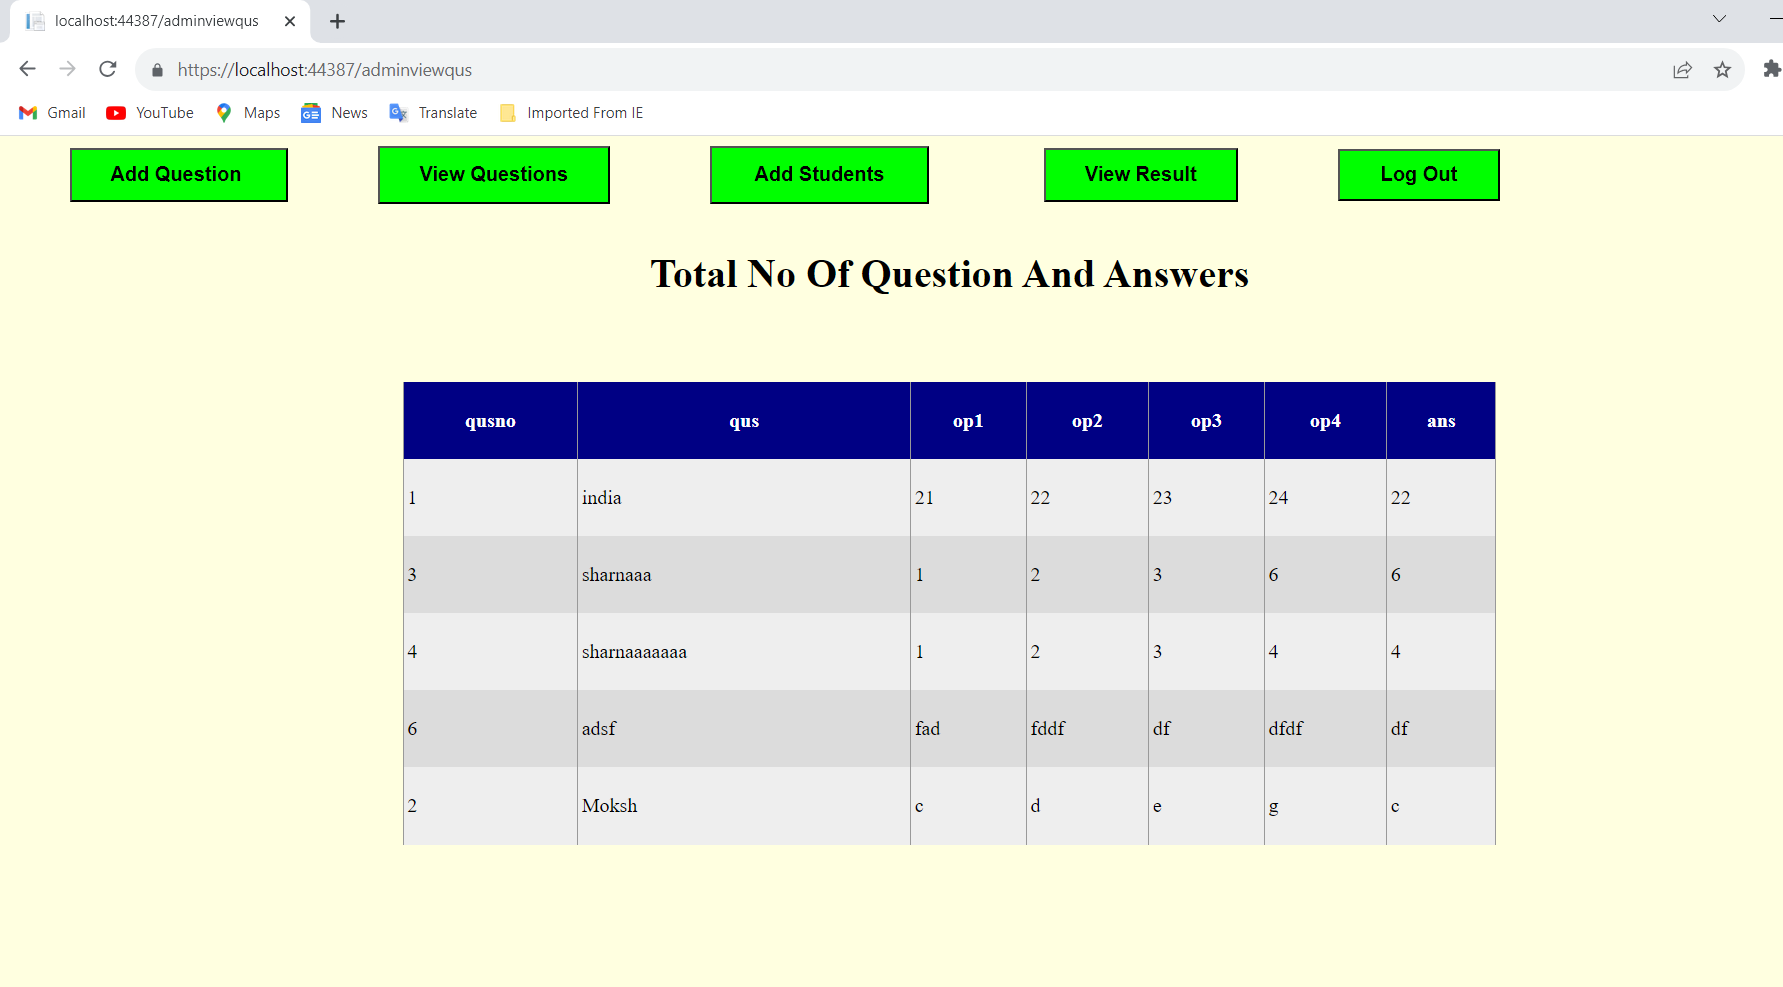 localhost:44387/adminviewqus
https://localhost:44387/adminviewqus
Gmail YouTube Maps News Translate Imported From IE
Add Question View Questions Add Students View Result Log Out
Total No Of Question And Answers
qusno qus op1 op2 op3 op4 ans
1 india 21 22 23 24 22
3 sharnaaa 1 2 3 6 6
4 sharnaaaaaaa 1 2 3 4 4
6 adsf fad fddf df dfdf df
2 Moksh c d e g c